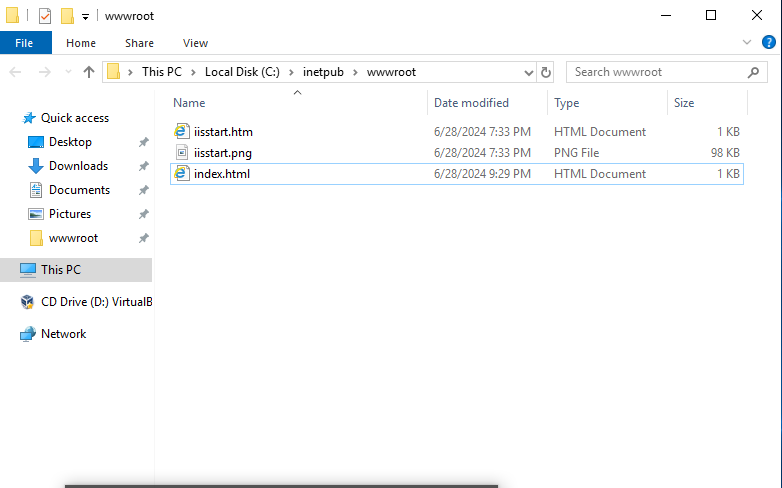 wwwroot
File Home Share View
This PC Local Disk (C:) inetpub wwwroot Search wwwroot
Name Date modified Type Size
Quick access
Desktop
Downloads
Documents
Pictures
wwwroot
This PC
CD Drive (D:) VirtualB
Network
iisstart.htm 6/28/2024 7:33 PM HTML Document 1 KB
iisstart.png 6/28/2024 7:33 PM PNG File 98 KB
index.html 6/28/2024 9:29 PM HTML Document 1 KB